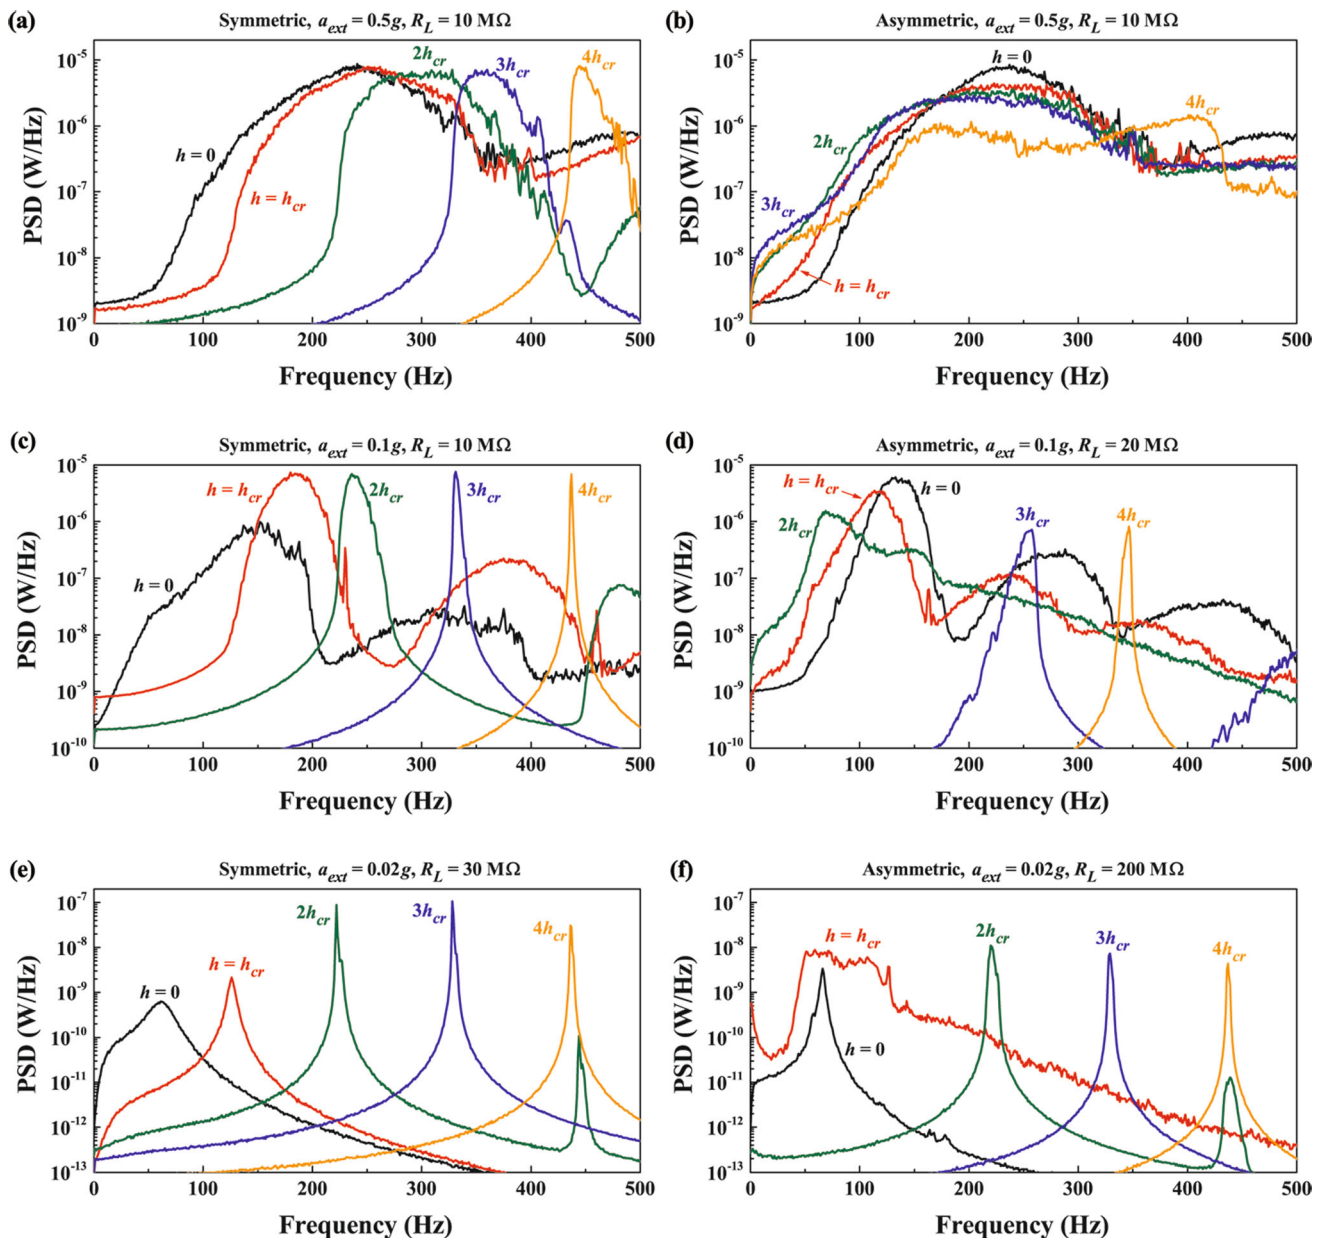 (a) Symmetric, a_ext = 0.5g, R_L = 10 MΩ
PSD (W/Hz)
10⁻⁵
10⁻⁶
10⁻⁷
10⁻⁸
10⁻⁹
h = 0
h = h_cr
2h_cr
3h_cr
4h_cr
0 100 200 300 400 500
Frequency (Hz)
(b) Asymmetric, a_ext = 0.5g, R_L = 10 MΩ
PSD (W/Hz)
10⁻⁵
10⁻⁶
10⁻⁷
10⁻⁸
10⁻⁹
h = 0
4h_cr
2h_cr
3h_cr
h = h_cr
0 100 200 300 400 500
Frequency (Hz)
(c) Symmetric, a_ext = 0.1g, R_L = 10 MΩ
PSD (W/Hz)
10⁻⁵
10⁻⁶
10⁻⁷
10⁻⁸
10⁻⁹
10⁻¹⁰
h = 0
h = h_cr
2h_cr
3h_cr
4h_cr
0 100 200 300 400 500
Frequency (Hz)
(d) Asymmetric, a_ext = 0.1g, R_L = 20 MΩ
PSD (W/Hz)
10⁻⁵
10⁻⁶
10⁻⁷
10⁻⁸
10⁻⁹
10⁻¹⁰
h = h_cr
h = 0
2h_cr
3h_cr
4h_cr
0 100 200 300 400 500
Frequency (Hz)
(e) Symmetric, a_ext = 0.02g, R_L = 30 MΩ
PSD (W/Hz)
10⁻⁷
10⁻⁸
10⁻⁹
10⁻¹⁰
10⁻¹¹
10⁻¹²
10⁻¹³
h = 0
h = h_cr
2h_cr
3h_cr
4h_cr
0 100 200 300 400 500
Frequency (Hz)
(f) Asymmetric, a_ext = 0.02g, R_L = 200 MΩ
PSD (W/Hz)
10⁻⁷
10⁻⁸
10⁻⁹
10⁻¹⁰
10⁻¹¹
10⁻¹²
10⁻¹³
h = h_cr
h = 0
2h_cr
3h_cr
4h_cr
0 100 200 300 400 500
Frequency (Hz)